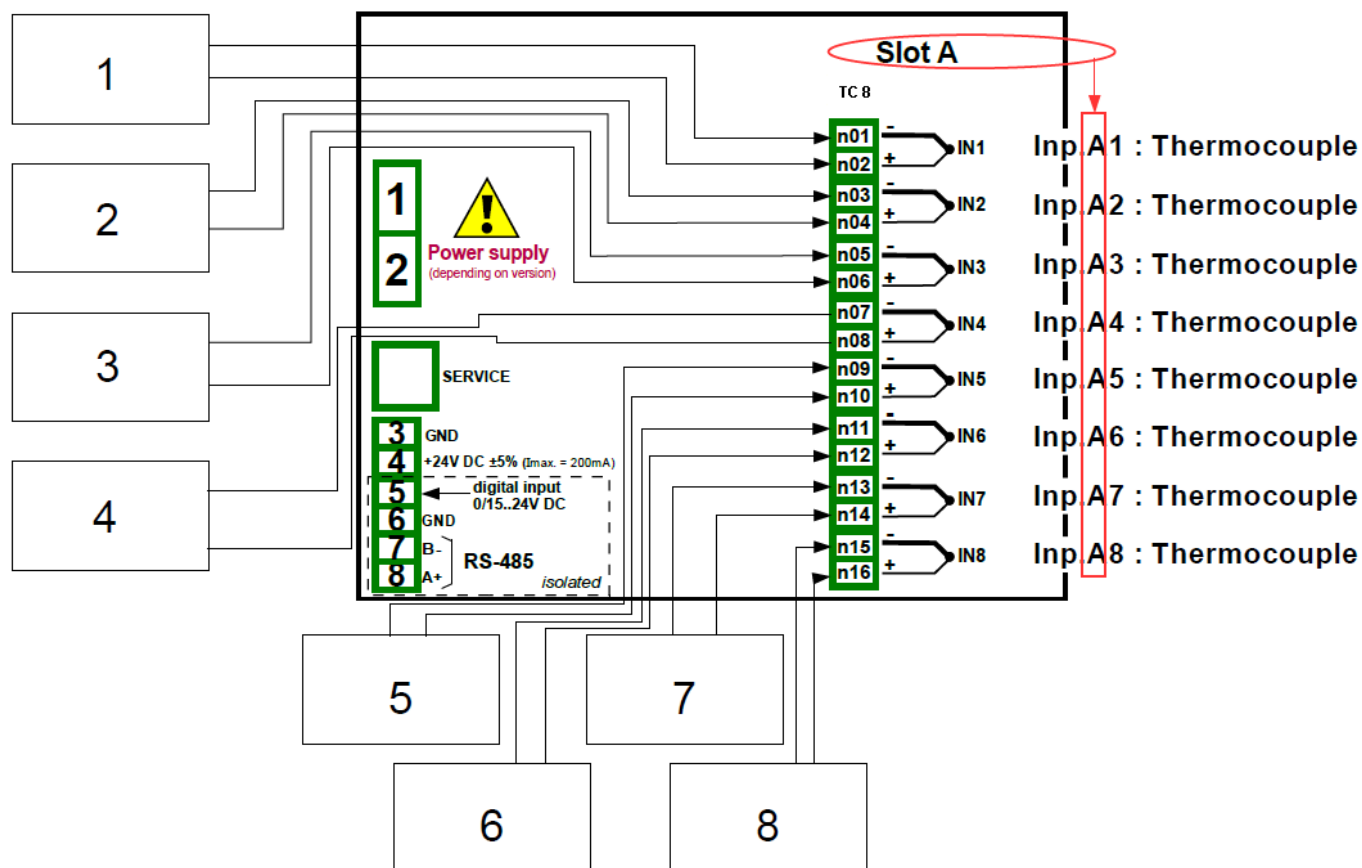 1
2
3
4
5
6
7
8
Slot A
TC 8
n01 - IN1 Inp.A1 : Thermocouple
n02 +
n03 - IN2 Inp.A2 : Thermocouple
n04 +
n05 - IN3 Inp.A3 : Thermocouple
n06 +
n07 - IN4 Inp.A4 : Thermocouple
n08 +
n09 - IN5 Inp.A5 : Thermocouple
n10 +
n11 - IN6 Inp.A6 : Thermocouple
n12 +
n13 - IN7 Inp.A7 : Thermocouple
n14 +
n15 - IN8 Inp.A8 : Thermocouple
n16 +
1
2
!
Power supply
(depending on version)
SERVICE
3 GND
4 +24V DC ±5% (Imax. = 200mA)
5 digital input
0/15..24V DC
6 GND
7 B-
8 A+
RS-485
isolated